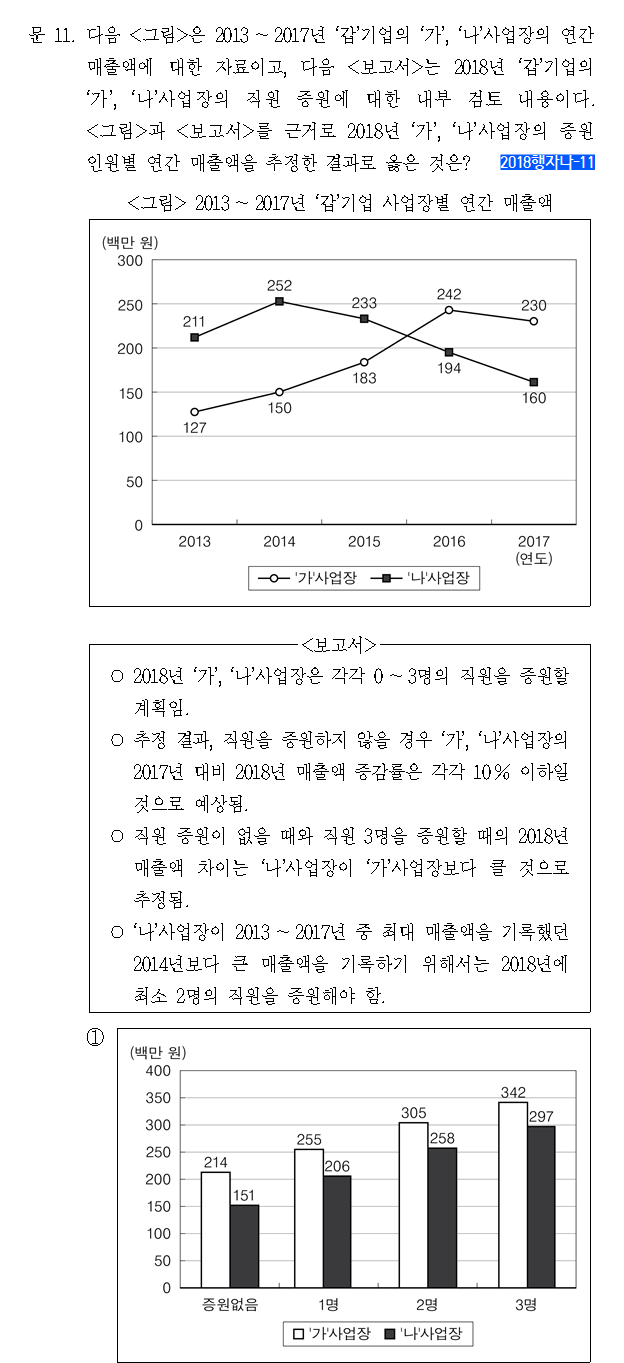 문 11. 다음 <그림>은 2013 ~ 2017년 ‘갑’기업의 ‘가’, ‘나’사업장의 연간
매출액에 대한 자료이고, 다음 <보고서>는 2018년 ‘갑’기업의
‘가’, ‘나’사업장의 직원 증원에 대한 내부 검토 내용이다.
<그림>과 <보고서>를 근거로 2018년 ‘가’, ‘나’사업장의 증원
인원별 연간 매출액을 추정한 결과로 옳은 것은? 2018행자나-11
<그림> 2013 ~ 2017년 ‘갑’기업 사업장별 연간 매출액
(백만 원)
300
250
200
150
100
50
0
211 252 233 242 230
127 150 183 194 160
2013 2014 2015 2016 2017
(연도)
'가'사업장 '나'사업장
<보고서>
○ 2018년 ‘가’, ‘나’사업장은 각각 0 ~ 3명의 직원을 증원할
계획임.
○ 추정 결과, 직원을 증원하지 않을 경우 ‘가’, ‘나’사업장의
2017년 대비 2018년 매출액 증감률은 각각 10% 이하일
것으로 예상됨.
○ 직원 증원이 없을 때와 직원 3명을 증원할 때의 2018년
매출액 차이는 ‘나’사업장이 ‘가’사업장보다 클 것으로
추정됨.
○ ‘나’사업장이 2013 ~ 2017년 중 최대 매출액을 기록했던
2014년보다 큰 매출액을 기록하기 위해서는 2018년에
최소 2명의 직원을 증원해야 함.
①
(백만 원)
400
350
300
250
200
150
100
50
0
214 151 255 206 305 258 342 297
증원없음 1명 2명 3명
'가'사업장 '나'사업장